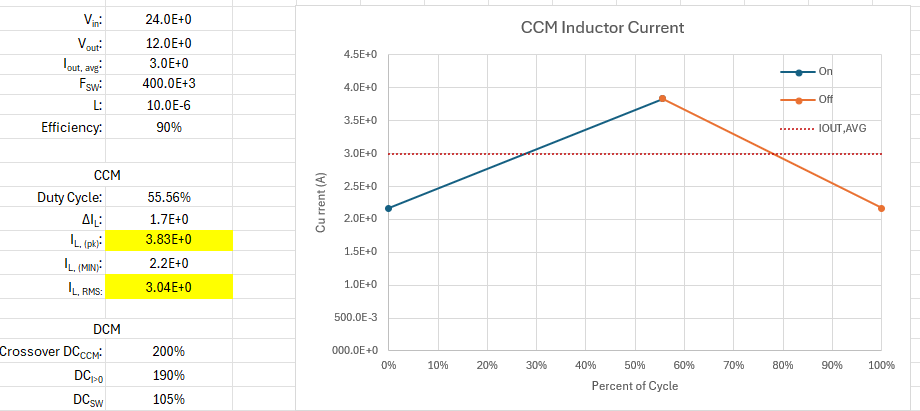 Vin: 24.0E+0
Vout: 12.0E+0
Iout, avg: 3.0E+0
FSW: 400.0E+3
L: 10.0E-6
Efficiency: 90%
CCM
Duty Cycle: 55.56%
ΔIL: 1.7E+0
IL, (pk): 3.83E+0
IL, (MIN): 2.2E+0
IL, RMS: 3.04E+0
DCM
Crossover DCCCM: 200%
DCI>0 190%
DCSW 105%
CCM Inductor Current
4.5E+0
4.0E+0
3.5E+0
3.0E+0
2.5E+0
2.0E+0
1.5E+0
1.0E+0
500.0E-3
000.0E+0
Cu rrent (A)
On
Off
IOUT,AVG
0% 10% 20% 30% 40% 50% 60% 70% 80% 90% 100%
Percent of Cycle